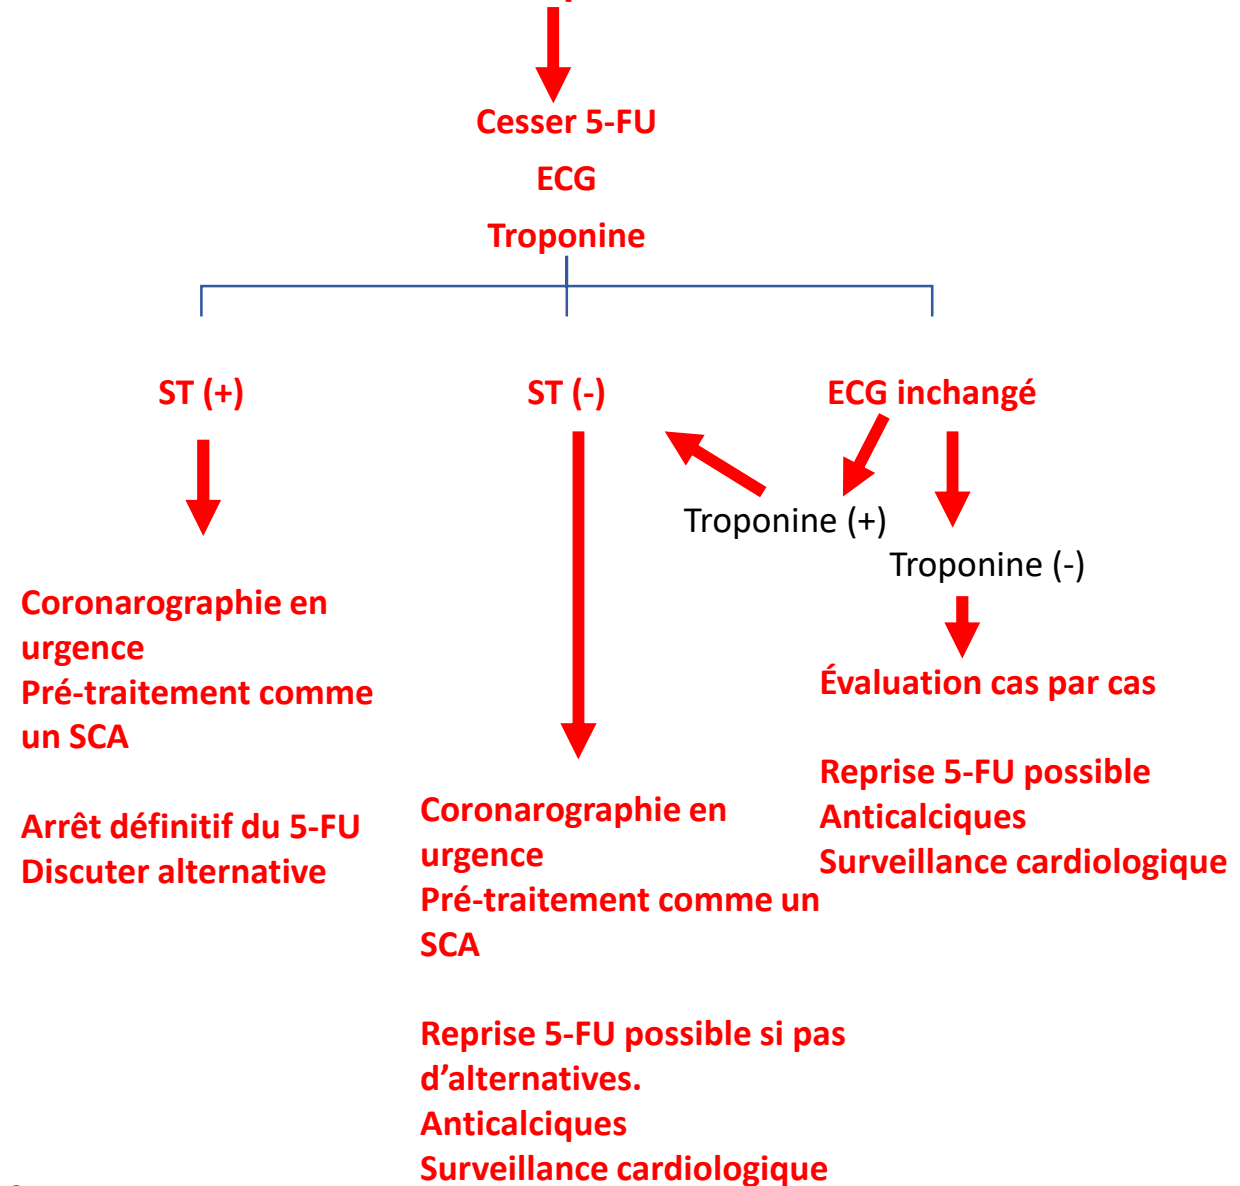 Cesser 5-FU
ECG
Troponine
ST (+)
ST (-)
ECG inchangé
Troponine (+)
Troponine (-)
Coronarographie en
urgence
Pré-traitement comme
un SCA
Arrêt définitif du 5-FU
Discuter alternative
Coronarographie en
urgence
Pré-traitement comme un
SCA
Reprise 5-FU possible si pas
d’alternatives.
Anticalciques
Surveillance cardiologique
Évaluation cas par cas
Reprise 5-FU possible
Anticalciques
Surveillance cardiologique